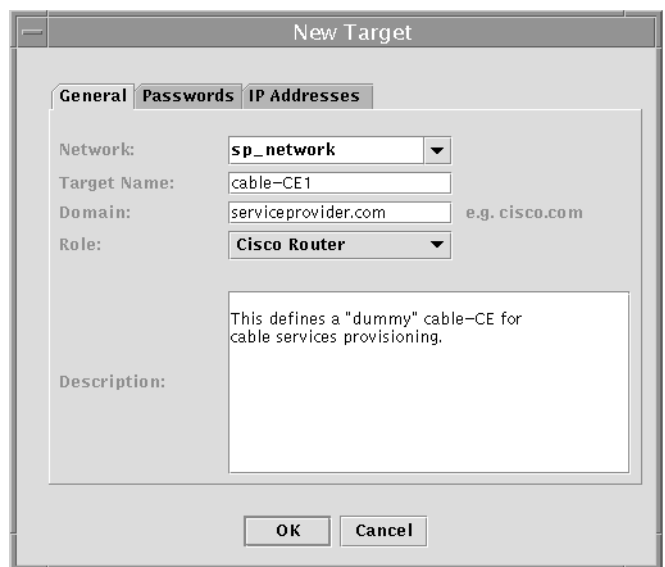 New Target
General Passwords IP Addresses
Network: sp_network
Target Name: cable-CE1
Domain: serviceprovider.com e.g. cisco.com
Role: Cisco Router
This defines a "dummy" cable-CE for
cable services provisioning.
Description:
OK Cancel